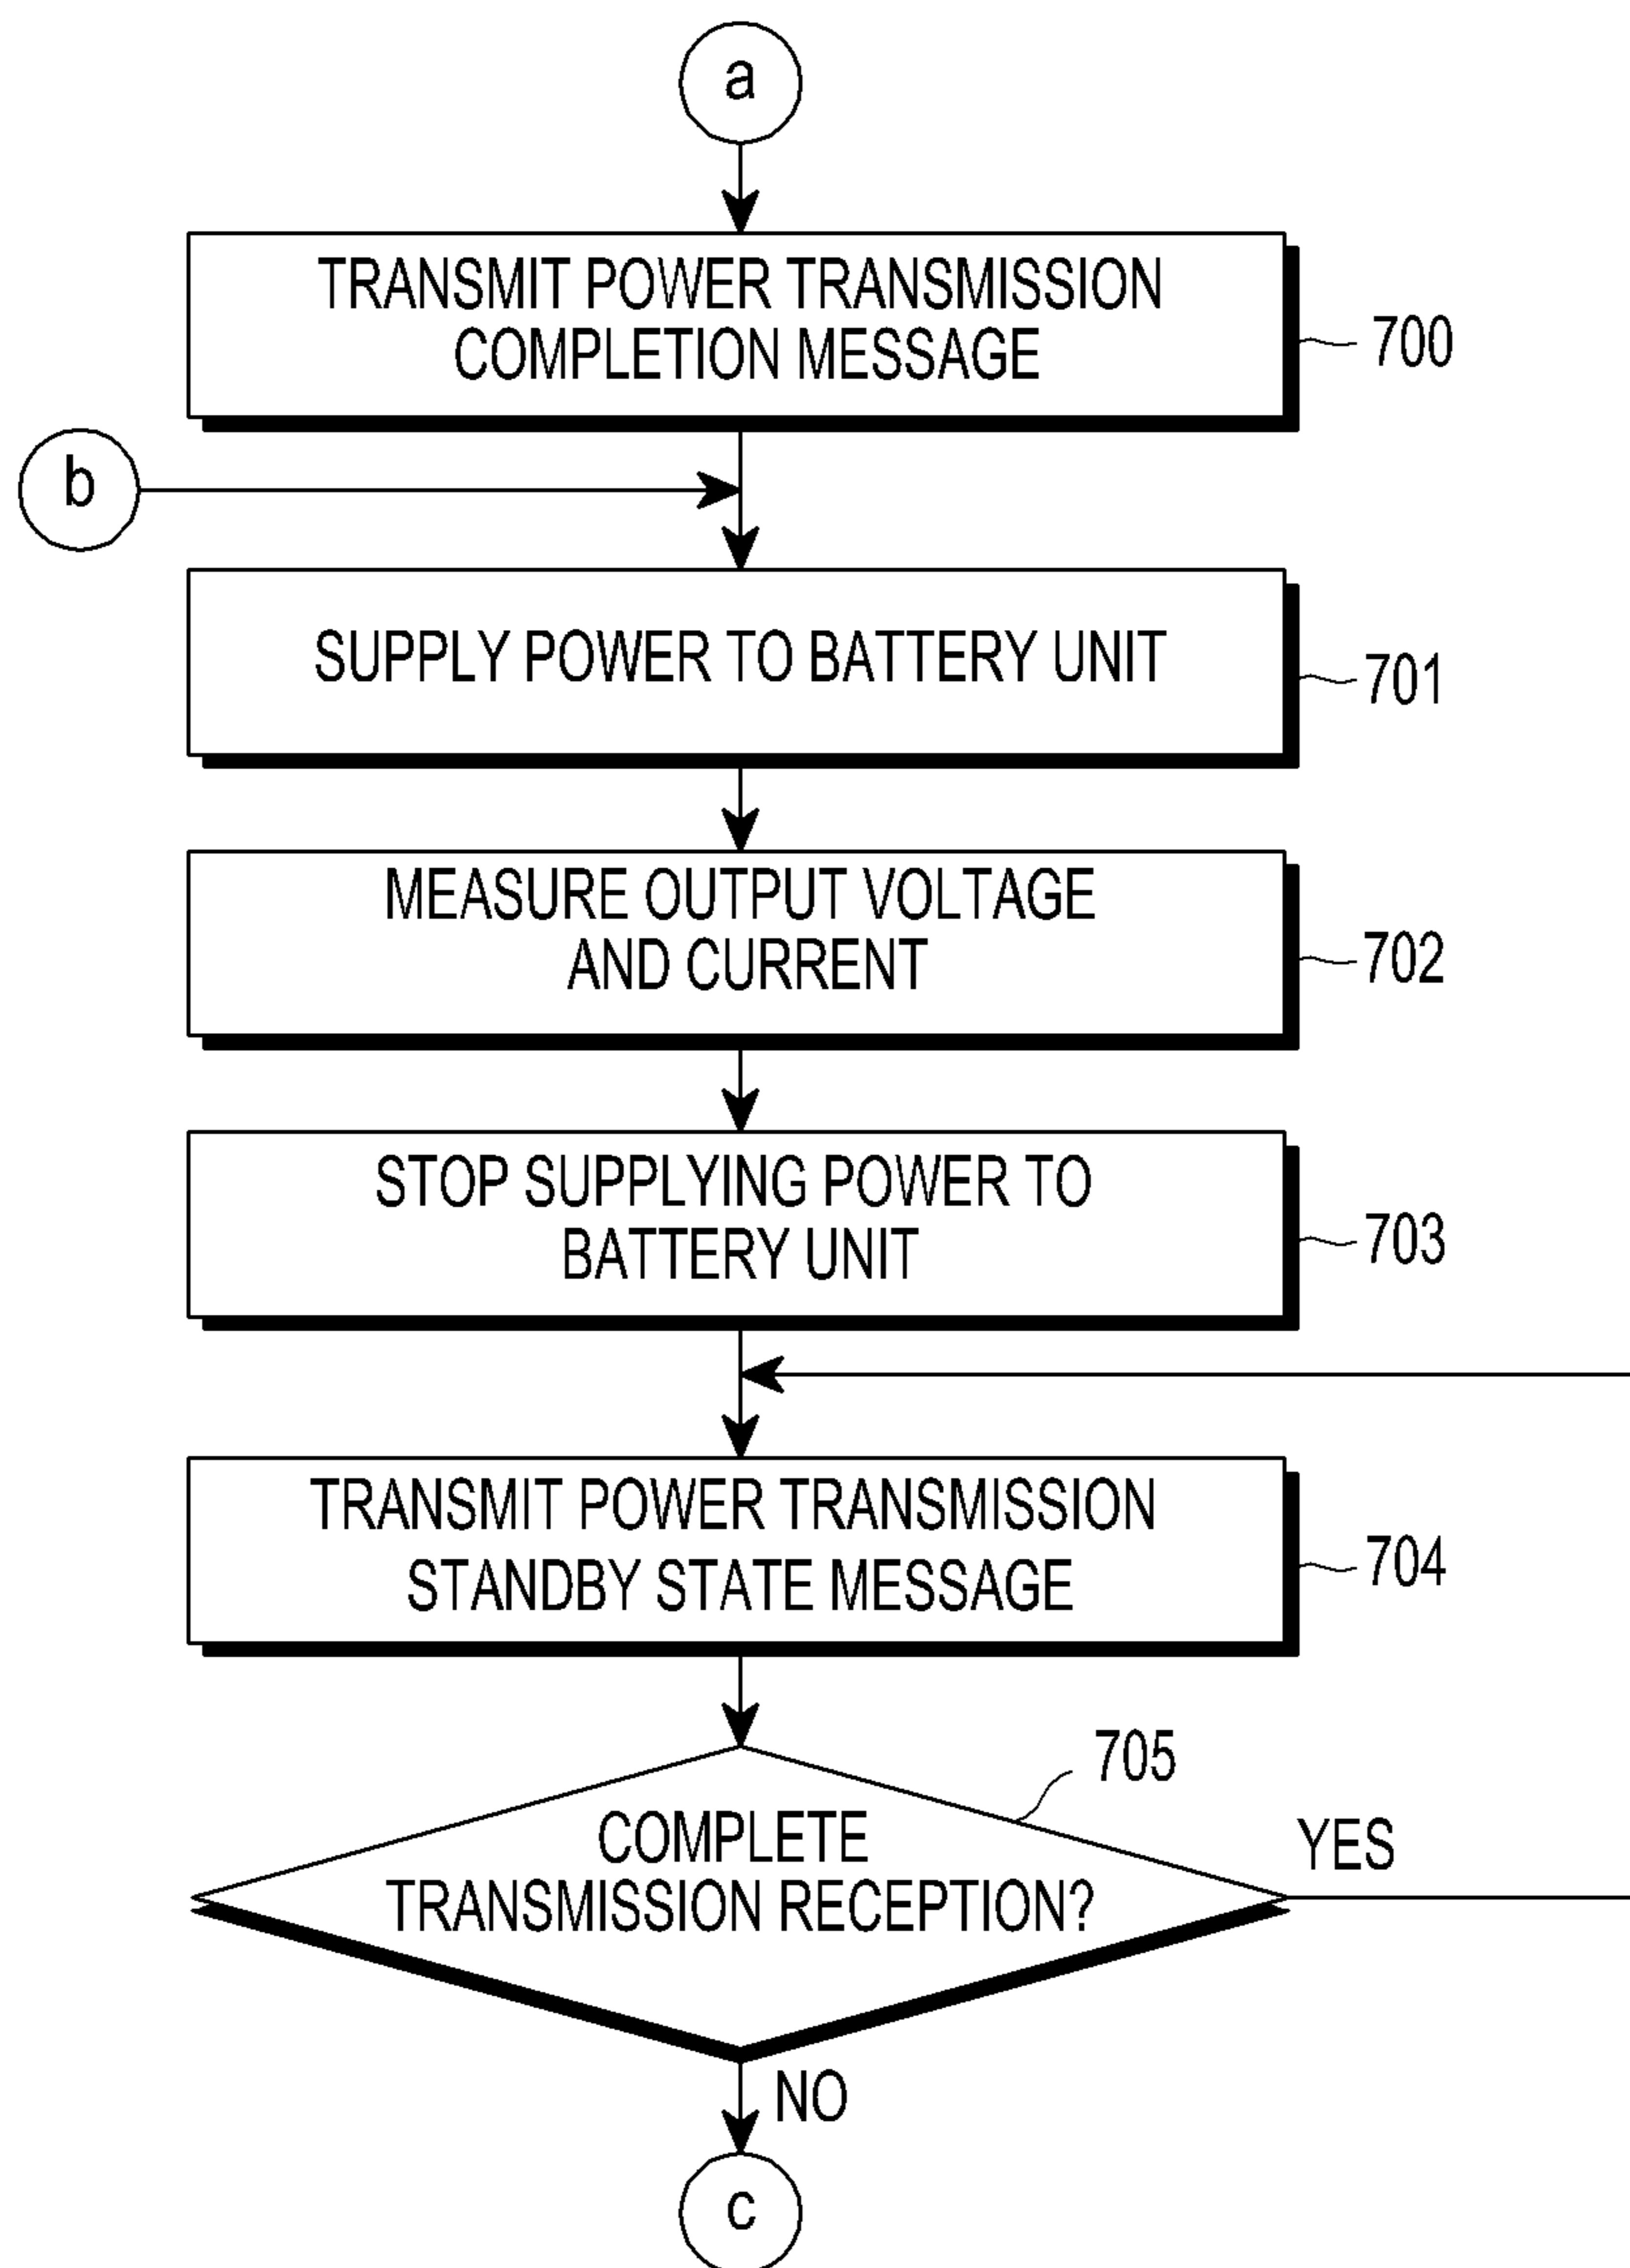 a
TRANSMIT POWER TRANSMISSION
COMPLETION MESSAGE
700
b
SUPPLY POWER TO BATTERY UNIT
701
MEASURE OUTPUT VOLTAGE
AND CURRENT
702
STOP SUPPLYING POWER TO
BATTERY UNIT
703
TRANSMIT POWER TRANSMISSION
STANDBY STATE MESSAGE
704
705
COMPLETE
TRANSMISSION RECEPTION?
YES
NO
c